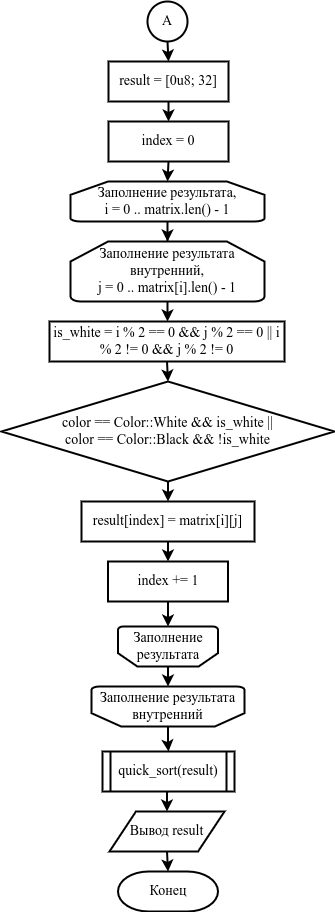 A
result = [0u8; 32]
index = 0
Заполнение результата,
i = 0 .. matrix.len() - 1
Заполнение результата
внутренний,
j = 0 .. matrix[i].len() - 1
is_white = i % 2 == 0 && j % 2 == 0 || i
% 2 != 0 && j % 2 != 0
color == Color::White && is_white ||
color == Color::Black && !is_white
result[index] = matrix[i][j]
index += 1
Заполнение
результата
Заполнение результата
внутренний
quick_sort(result)
Вывод result
Конец